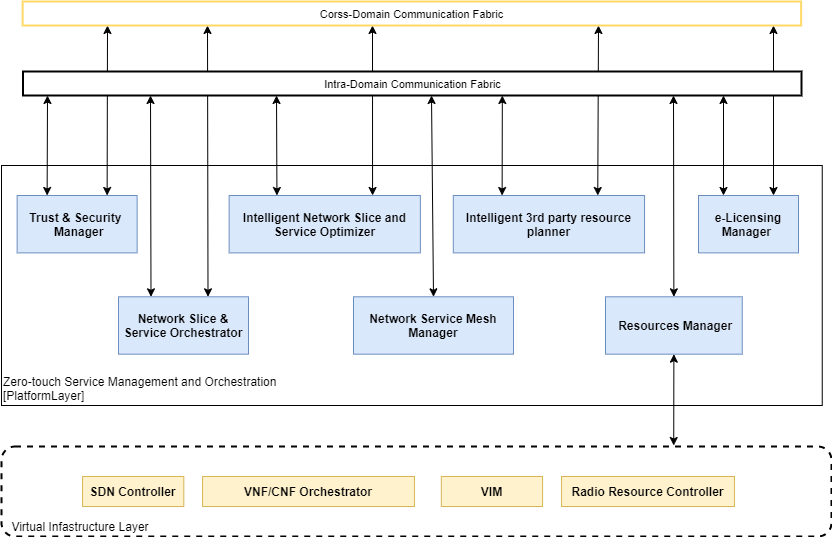 Corss-Domain Communication Fabric
Intra-Domain Communication Fabric
Trust & Security
Manager
Intelligent Network Slice and
Service Optimizer
Intelligent 3rd party resource
planner
e-Licensing
Manager
Network Slice &
Service Orchestrator
Network Service Mesh
Manager
Resources Manager
Zero-touch Service Management and Orchestration
[PlatformLayer]
SDN Controller
VNF/CNF Orchestrator
VIM
Radio Resource Controller
Virtual Infastructure Layer